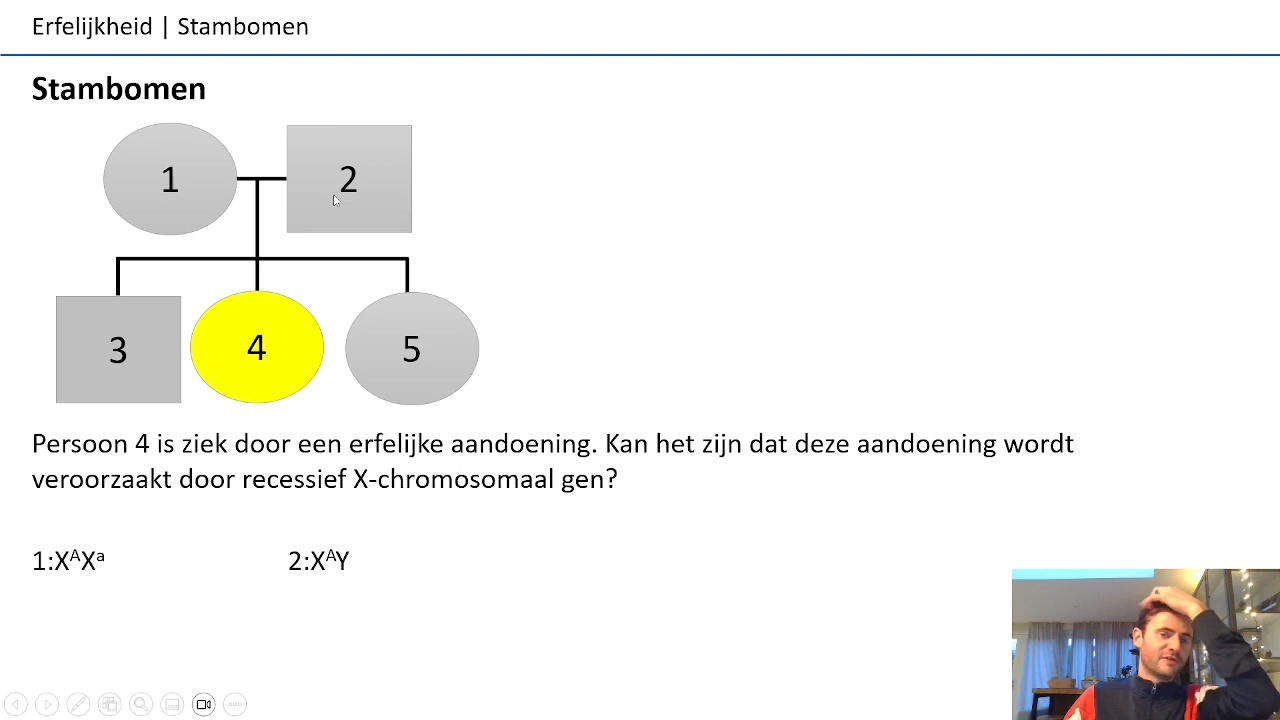 Erfelijkheid | Stambomen
Stambomen
1
2
3
4
5
Persoon 4 is ziek door een erfelijke aandoening. Kan het zijn dat deze aandoening wordt
veroorzaakt door recessief X-chromosomaal gen?
1:XᴬXᵃ 2:XᴬY